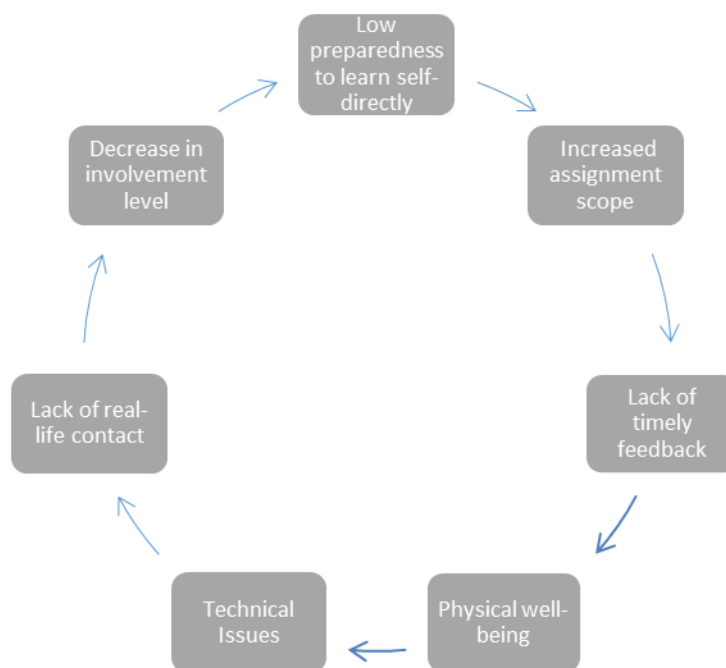 Low
preparedness
to learn self-
directly
Increased
assignment
scope
Lack of
timely
feedback
Physical well-
being
Technical
Issues
Lack of real-
life contact
Decrease in
involvement
level